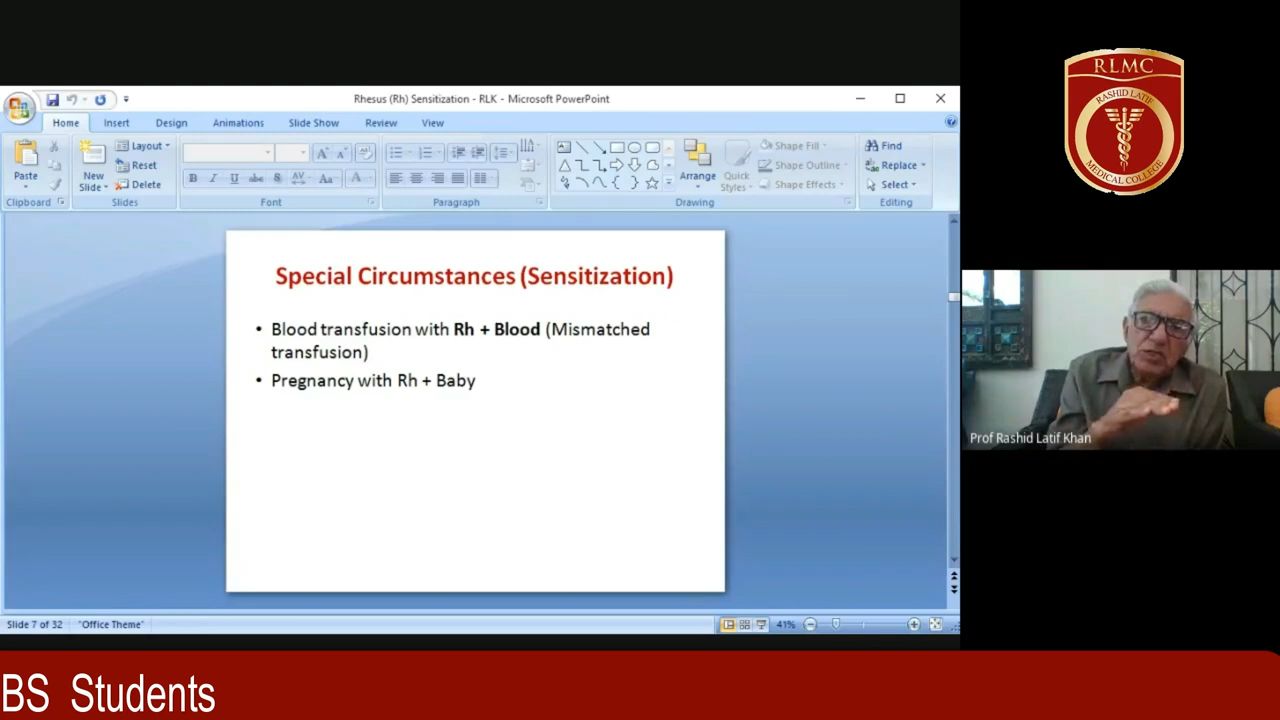 Rhesus (Rh) Sensitization - RLK - Microsoft PowerPoint
Home Insert Design Animations Slide Show Review View
Paste
Clipboard
New Slide
Layout
Reset
Delete
Slides
B I U abc S AV Aa A
Font
Paragraph
Arrange
Quick Styles
Shape Fill
Shape Outline
Shape Effects
Drawing
Find
Replace
Select
Editing
Special Circumstances (Sensitization)
• Blood transfusion with Rh + Blood (Mismatched
transfusion)
• Pregnancy with Rh + Baby
Slide 7 of 32 "Office Theme" 41%
RLMC
RASHID LATIF
MEDICAL COLLEGE
Prof Rashid Latif Khan
BS Students